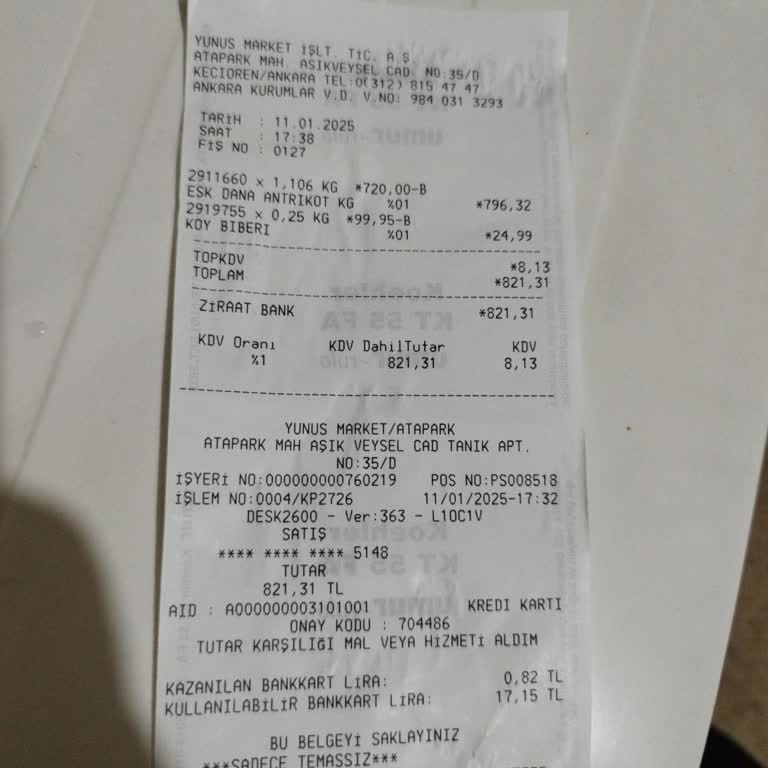 YUNUS MARKET İŞLT. TİC. A.Ş.
ATAPARK MAH. ASIKVEYSEL CAD. NO:35/D
KECIOREN/ANKARA TEL:0(312) 815 47 47
ANKARA KURUMLAR V.D. V.NO: 984 031 3293
TARİH : 11.01.2025
SAAT : 17:38
FİŞ NO : 0127
2911660 x 1,106 KG *720,00-B
ESK DANA ANTRIKOT KG %01 *796,32
2919755 x 0,25 KG *99,95-B
KOY BIBERI %01 *24,99
TOPKDV *8,13
TOPLAM *821,31
ZİRAAT BANK *821,31
KDV Oranı KDV DahilTutar KDV
%1 821,31 8,13
YUNUS MARKET/ATAPARK
ATAPARK MAH AŞIK VEYSEL CAD TANIK APT.
NO:35/D
İŞYERİ NO:000000000760219 POS NO:PS008518
İŞLEM NO:0004/KP2726 11/01/2025-17:32
DESK2600 - Ver:363 - L10C1V
SATIŞ
**** **** **** 5148
TUTAR
821,31 TL
AID : A000000003101001 KREDI KARTI
ONAY KODU : 704486
TUTAR KARŞILIĞI MAL VEYA HİZMETİ ALDIM
KAZANILAN BANKKART LİRA: 0,82 TL
KULLANILABİLİR BANKKART LİRA: 17,15 TL
BU BELGEYİ SAKLAYINIZ
***SADECE TEMASSIZ***